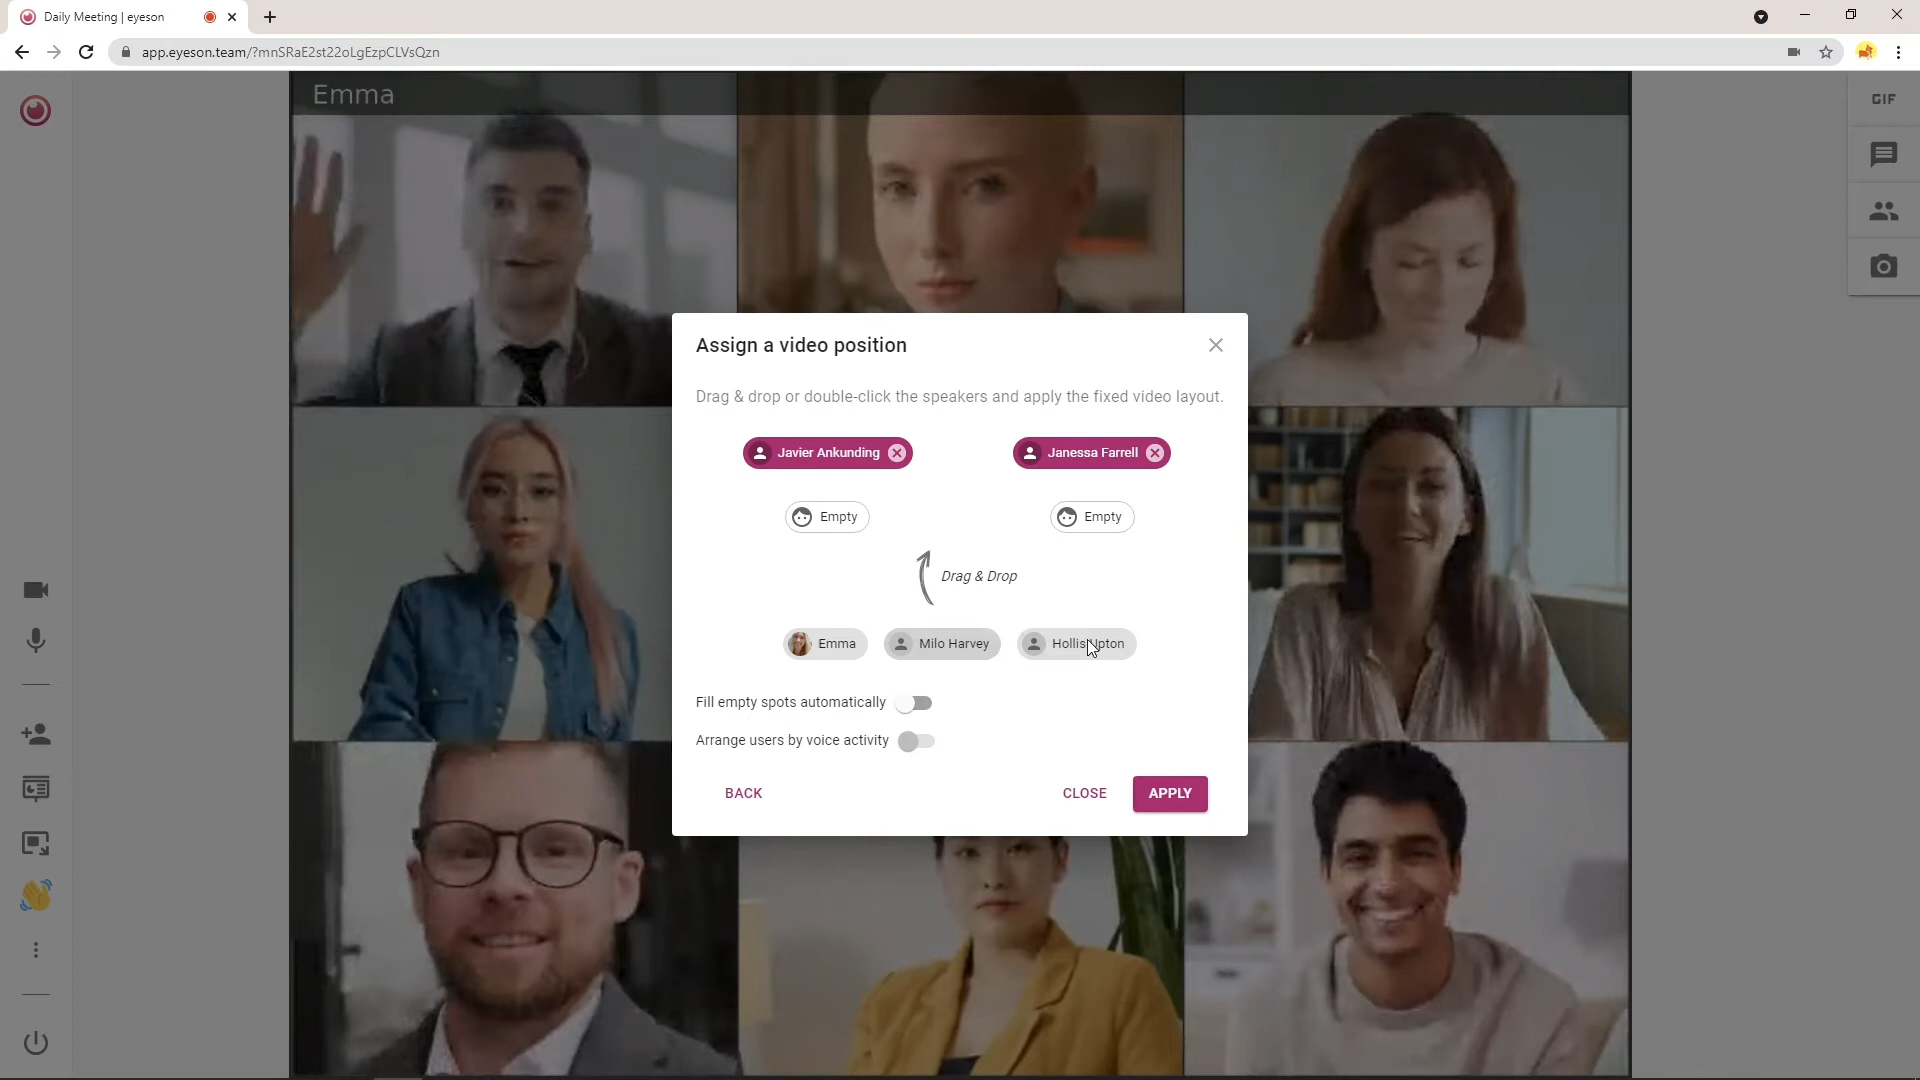 Daily Meeting | eyeson
app.eyeson.team/?mnSRaE2st22oLgEzpCLVsQzn
Emma
GIF
Assign a video position
Drag & drop or double-click the speakers and apply the fixed video layout.
Javier Ankunding
Janessa Farrell
Empty
Empty
Drag & Drop
Emma
Milo Harvey
Hollis Upton
Fill empty spots automatically
Arrange users by voice activity
BACK
CLOSE
APPLY